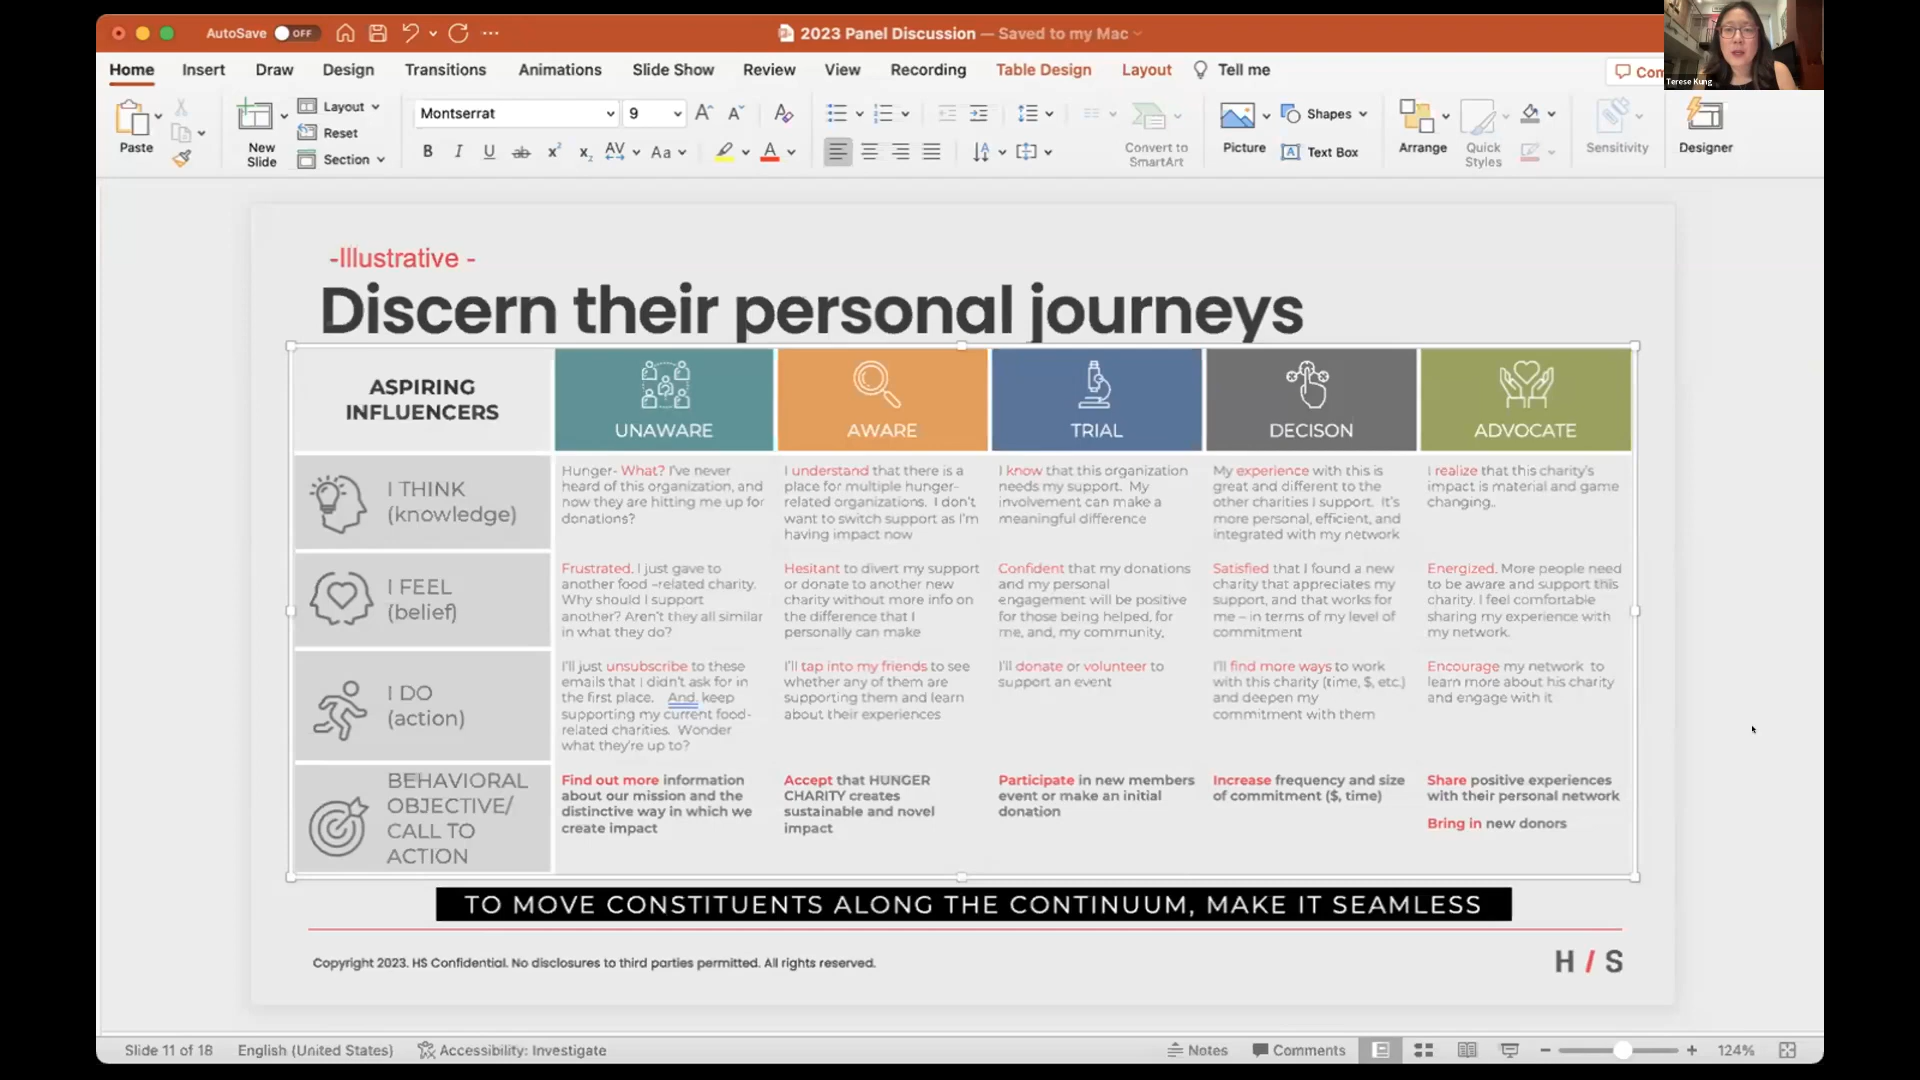 AutoSave OFF
2023 Panel Discussion — Saved to my Mac
Terese Kung
Home Insert Draw Design Transitions Animations Slide Show Review View Recording Table Design Layout Tell me
Paste
New
Slide
Layout
Reset
Section
Montserrat 9
B I U ab x² x₂ AV Aa A
Convert to
SmartArt
Picture
Shapes
Text Box
Arrange
Quick
Styles
Sensitivity
Designer
-Illustrative -
Discern their personal journeys
ASPIRING
INFLUENCERS
UNAWARE
AWARE
TRIAL
DECISON
ADVOCATE
I THINK
(knowledge)
Hunger- What? I've never
heard of this organization, and
now they are hitting me up for
donations?
I understand that there is a
place for multiple hunger-
related organizations. I don't
want to switch support as I'm
having impact now
I know that this organization
needs my support. My
involvement can make a
meaningful difference
My experience with this is
great and different to the
other charities I support. It's
more personal, efficient, and
integrated with my network
I realize that this charity's
impact is material and game
changing..
I FEEL
(belief)
Frustrated. I just gave to
another food -related charity.
Why should I support
another? Aren't they all similar
in what they do?
Hesitant to divert my support
or donate to another new
charity without more info on
the difference that I
personally can make
Confident that my donations
and my personal
engagement will be positive
for those being helped, for
me, and, my community.
Satisfied that I found a new
charity that appreciates my
support, and that works for
me – in terms of my level of
commitment
Energized. More people need
to be aware and support this
charity. I feel comfortable
sharing my experience with
my network.
I DO
(action)
I'll just unsubscribe to these
emails that I didn't ask for in
the first place. And, keep
supporting my current food-
related charities. Wonder
what they're up to?
I'll tap into my friends to see
whether any of them are
supporting them and learn
about their experiences
I'll donate or volunteer to
support an event
I'll find more ways to work
with this charity (time, $, etc.)
and deepen my
commitment with them
Encourage my network to
learn more about his charity
and engage with it
BEHAVIORAL
OBJECTIVE/
CALL TO
ACTION
Find out more information
about our mission and the
distinctive way in which we
create impact
Accept that HUNGER
CHARITY creates
sustainable and novel
impact
Participate in new members
event or make an initial
donation
Increase frequency and size
of commitment ($, time)
Share positive experiences
with their personal network
Bring in new donors
TO MOVE CONSTITUENTS ALONG THE CONTINUUM, MAKE IT SEAMLESS
Copyright 2023. HS Confidential. No disclosures to third parties permitted. All rights reserved.
H / S
Slide 11 of 18 English (United States) Accessibility: Investigate Notes Comments 124%